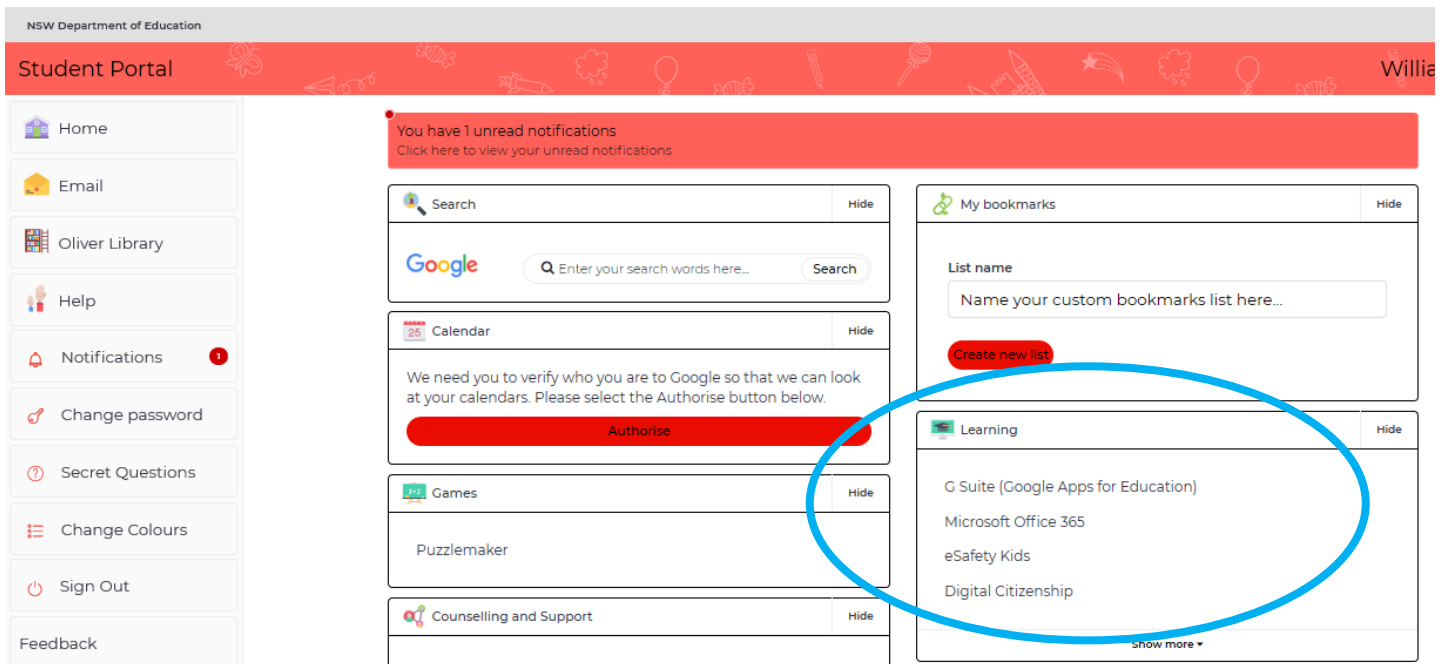 NSW Department of Education
Student Portal
Willia
Home
Email
Oliver Library
Help
Notifications 1
Change password
Secret Questions
Change Colours
Sign Out
Feedback
You have 1 unread notifications
Click here to view your unread notifications
Search Hide
Google Enter your search words here... Search
25 Calendar Hide
We need you to verify who you are to Google so that we can look
at your calendars. Please select the Authorise button below.
Authorise
Games Hide
Puzzlemaker
Counselling and Support Hide
My bookmarks Hide
List name
Name your custom bookmarks list here...
Create new list
Learning Hide
G Suite (Google Apps for Education)
Microsoft Office 365
eSafety Kids
Digital Citizenship
Show more